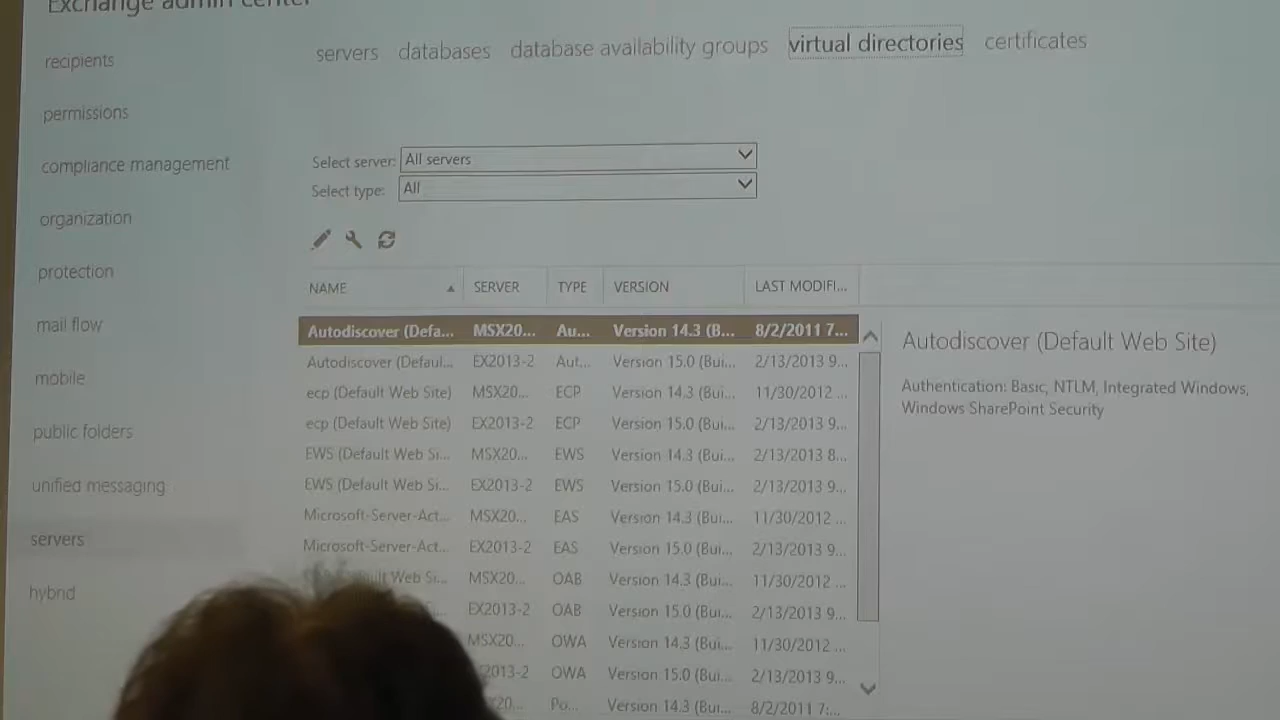 Exchange admin center
recipients
permissions
compliance management
organization
protection
mail flow
mobile
public folders
unified messaging
servers
hybrid
servers databases database availability groups virtual directories certificates
Select server: All servers
Select type: All
NAME SERVER TYPE VERSION LAST MODIFI...
Autodiscover (Defa... MSX20... Au... Version 14.3 (B... 8/2/2011 7...
Autodiscover (Defaul... EX2013-2 Aut... Version 15.0 (Bui... 2/13/2013 9...
ecp (Default Web Site) MSX20... ECP Version 14.3 (Bui... 11/30/2012 ...
ecp (Default Web Site) EX2013-2 ECP Version 15.0 (Bui... 2/13/2013 9...
EWS (Default Web Si... MSX20... EWS Version 14.3 (Bui... 2/13/2013 8...
EWS (Default Web Si... EX2013-2 EWS Version 15.0 (Bui... 2/13/2013 9...
Microsoft-Server-Act... MSX20... EAS Version 14.3 (Bui... 11/30/2012 ...
Microsoft-Server-Act... EX2013-2 EAS Version 15.0 (Bui... 2/13/2013 9...
Web Si... MSX20... OAB Version 14.3 (Bui... 11/30/2012 ...
EX2013-2 OAB Version 15.0 (Bui... 2/13/2013 9...
MSX20... OWA Version 14.3 (Bui... 11/30/2012 ...
2013-2 OWA Version 15.0 (Bui... 2/13/2013 9...
Po... Version 14.3 (Bui... 8/2/2011 7:...
Autodiscover (Default Web Site)
Authentication: Basic, NTLM, Integrated Windows,
Windows SharePoint Security